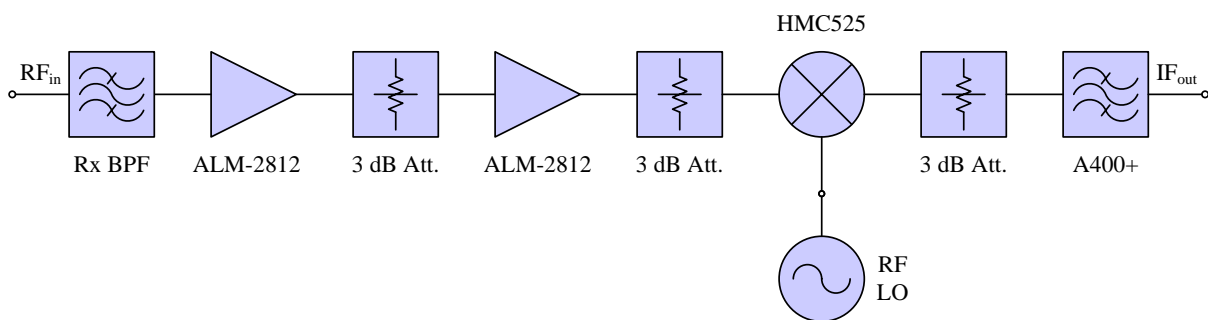 HMC525
RFin
IFout
Rx BPF
ALM-2812
3 dB Att.
ALM-2812
3 dB Att.
3 dB Att.
A400+
RF
LO